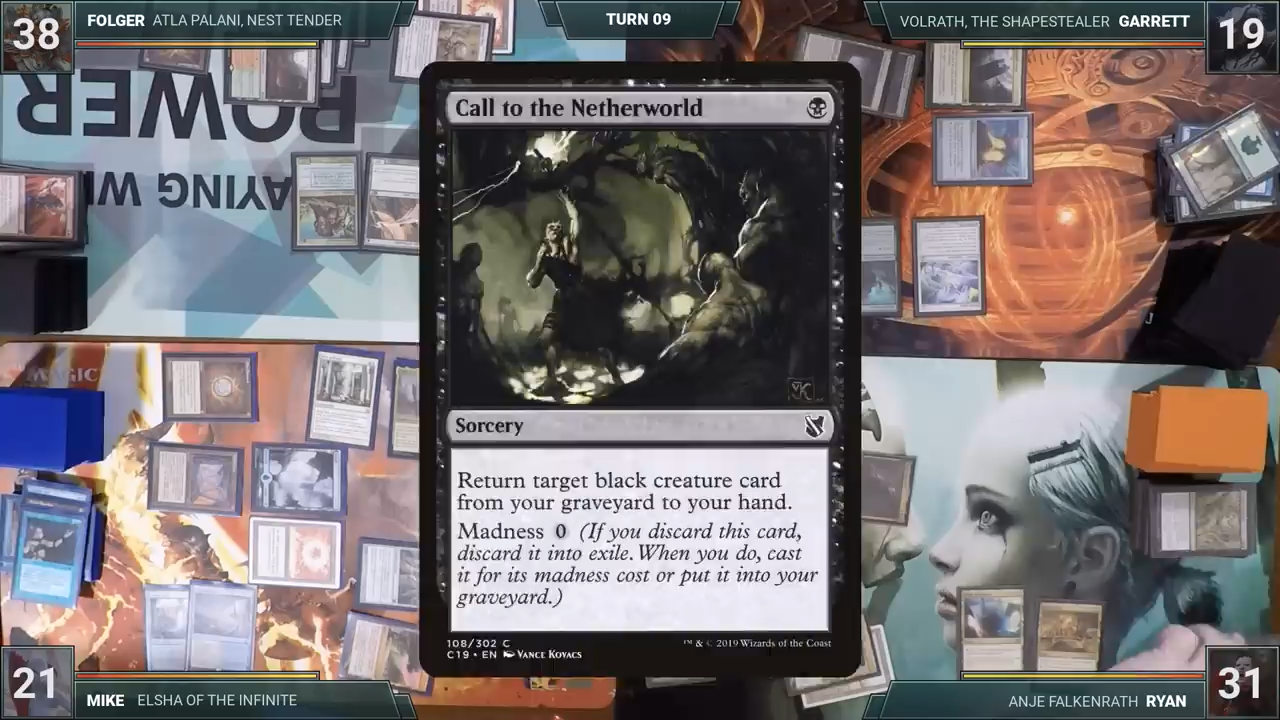 38
FOLGER ATLA PALANI, NEST TENDER
TURN 09
VOLRATH, THE SHAPESTEALER GARRETT
19
POWER
AYING WI
MAGIC
Call to the Netherworld
Sorcery
Return target black creature card
from your graveyard to your hand.
Madness 0 (If you discard this card,
discard it into exile. When you do, cast
it for its madness cost or put it into your
graveyard.)
108/302 C
C19 • EN VANCE KOVACS
™ & © 2019 Wizards of the Coast
21
MIKE ELSHA OF THE INFINITE
ANJE FALKENRATH RYAN
31